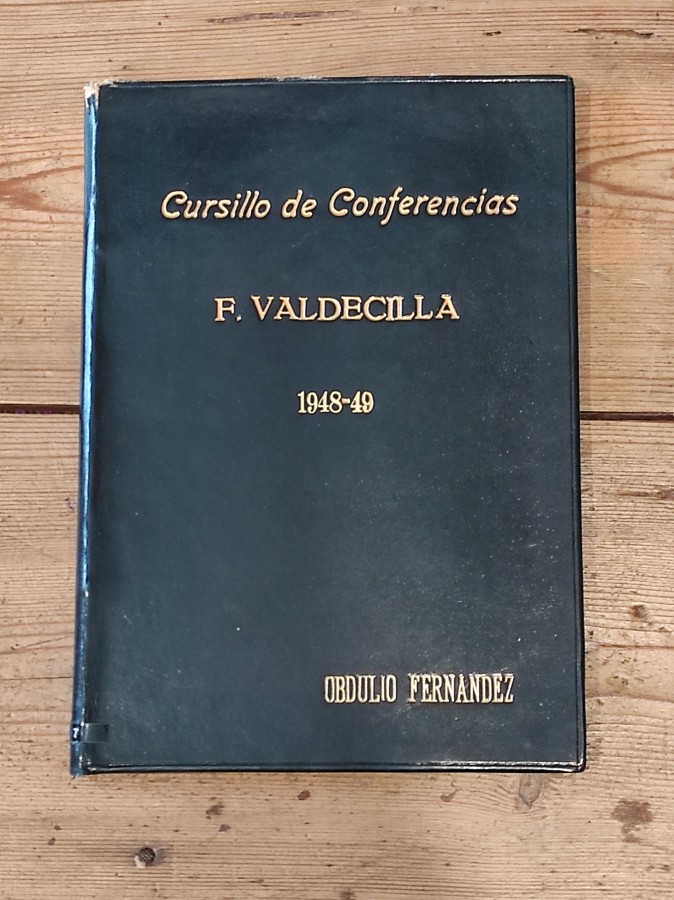 Cursillo de Conferencias
F. VALDECILLA
1948-49
OBDULIO FERNANDEZ